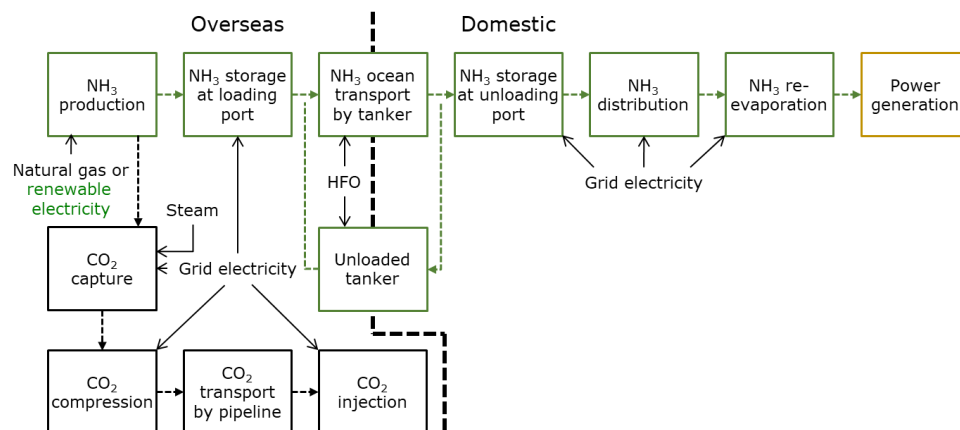 Overseas
Domestic
NH₃
production
NH₃ storage
at loading
port
NH₃ ocean
transport
by tanker
NH₃ storage
at unloading
port
NH₃
distribution
NH₃ re-
evaporation
Power
generation
Natural gas or
renewable
electricity
HFO
Grid electricity
Steam
CO₂
capture
Grid electricity
Unloaded
tanker
CO₂
compression
CO₂
transport
by pipeline
CO₂
injection